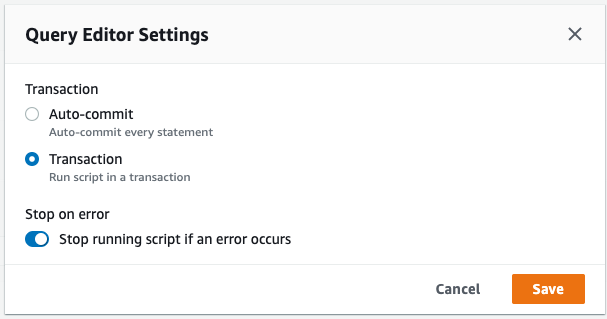 Query Editor Settings
Transaction
Auto-commit
Auto-commit every statement
Transaction
Run script in a transaction
Stop on error
Stop running script if an error occurs
Cancel Save